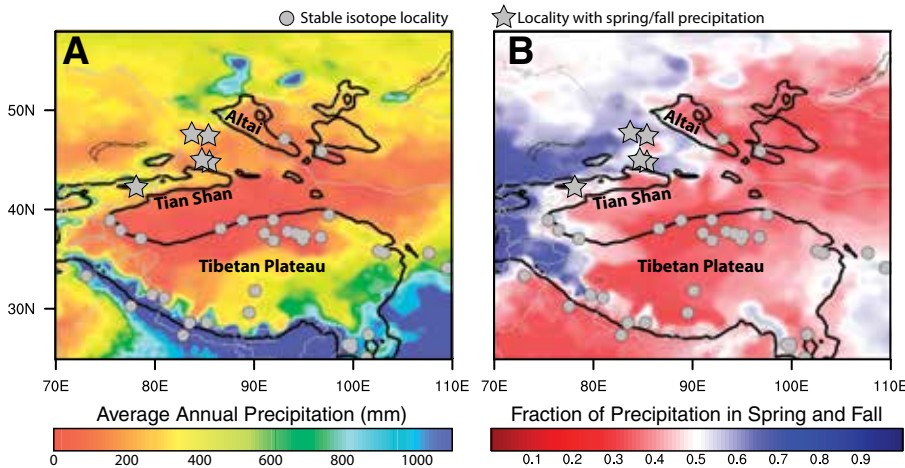 Stable isotope locality
Locality with spring/fall precipitation
A
50N
40N
30N
Altai
Tian Shan
Tibetan Plateau
70E 80E 90E 100E 110E
Average Annual Precipitation (mm)
0 200 400 600 800 1000
B
Altai
Tian Shan
Tibetan Plateau
70E 80E 90E 100E 110E
Fraction of Precipitation in Spring and Fall
0.1 0.2 0.3 0.4 0.5 0.6 0.7 0.8 0.9